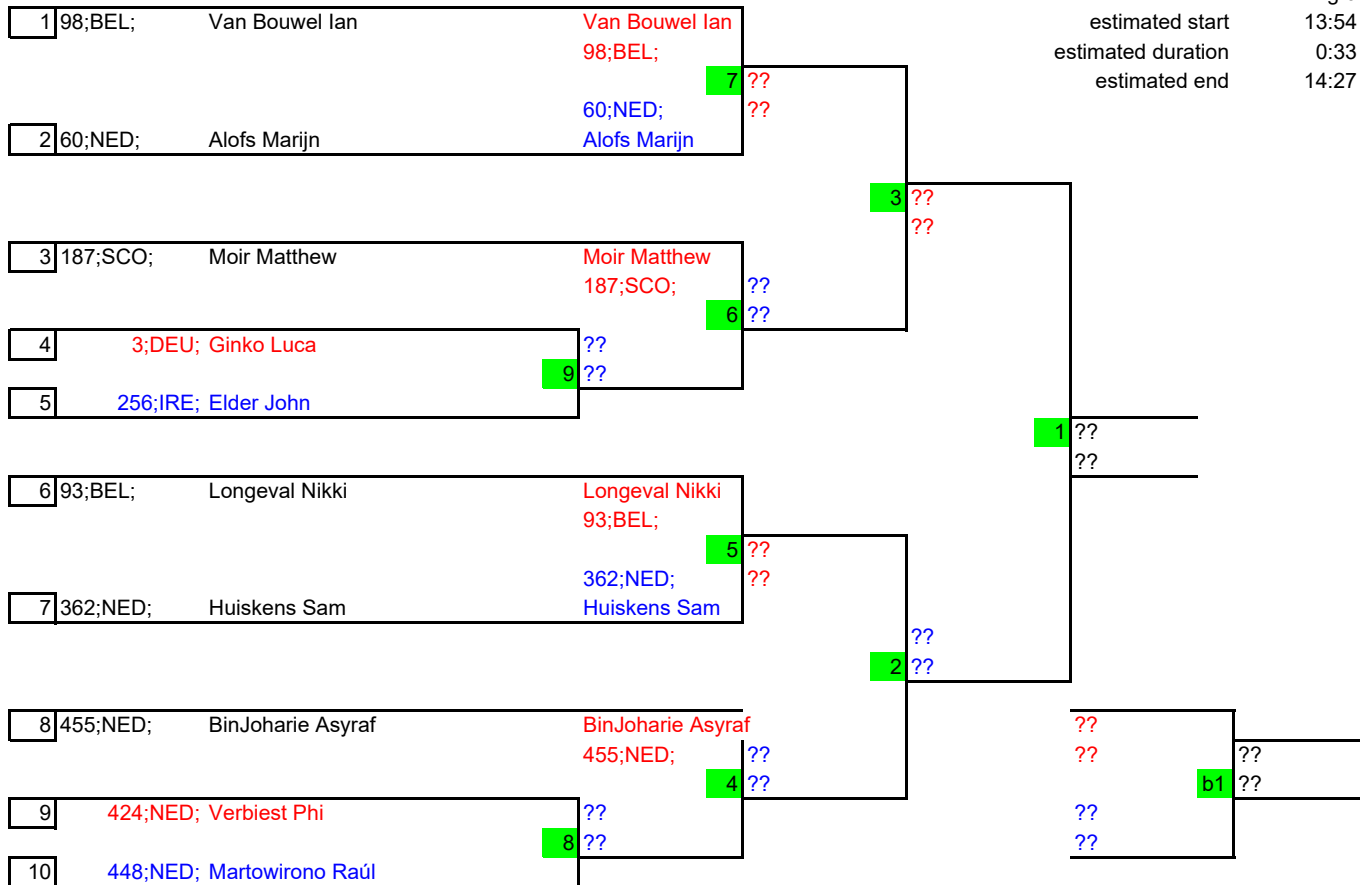 1 98;BEL; Van Bouwel Ian Van Bouwel Ian estimated start 13:54
98;BEL; estimated duration 0:33
7 ?? estimated end 14:27
60;NED; ??
2 60;NED; Alofs Marijn Alofs Marijn
3 ??
??
3 187;SCO; Moir Matthew Moir Matthew
187;SCO; ??
6 ??
4 3;DEU; Ginko Luca ??
9 ??
5 256;IRE; Elder John
1 ??
??
6 93;BEL; Longeval Nikki Longeval Nikki
93;BEL;
5 ??
362;NED; ??
7 362;NED; Huiskens Sam Huiskens Sam
??
2 ??
8 455;NED; BinJoharie Asyraf BinJoharie Asyraf ??
455;NED; ?? ?? ??
4 ?? b1 ??
9 424;NED; Verbiest Phi ?? ??
8 ?? ??
10 448;NED; Martowirono Raúl